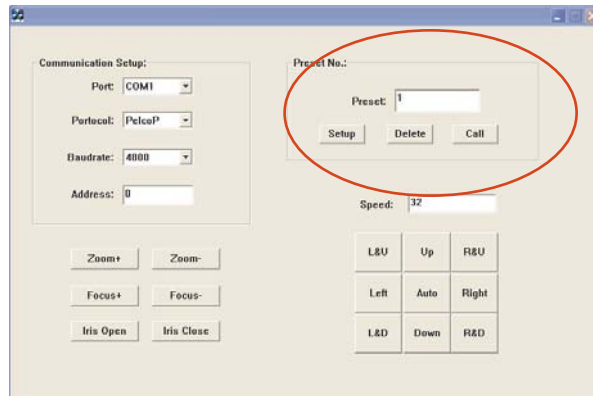 Communication Setup:
Port: COM1
Portocol: PelcoP
Baudrate: 4800
Address: 0
Zoom+ Zoom-
Focus+ Focus-
Iris Open Iris Close
Preset No.:
Preset: 1
Setup Delete Call
Speed: 32
L&U Up R&U
Left Auto Right
L&D Down R&D